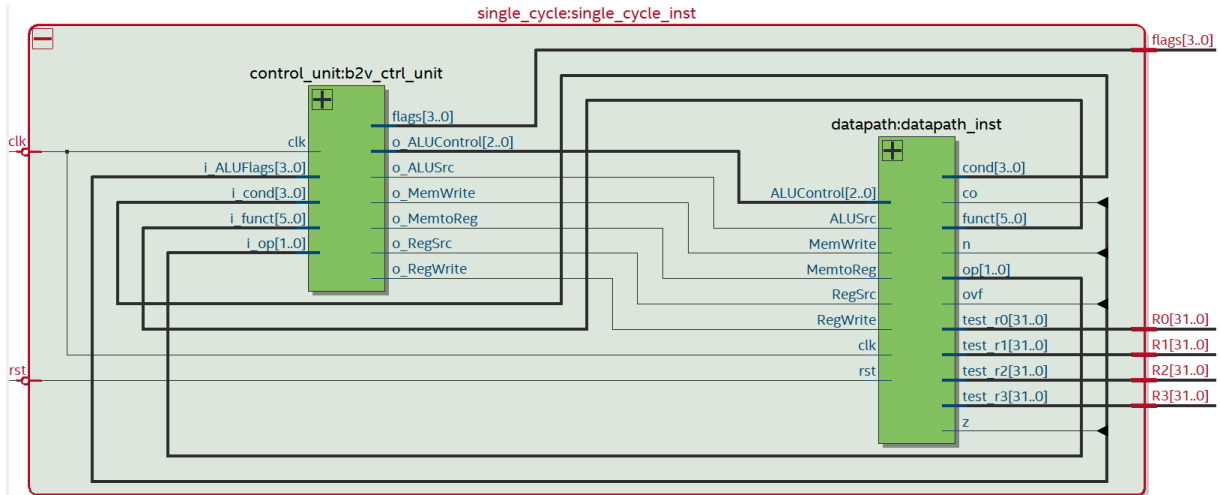 single_cycle:single_cycle_inst
flags[3..0]
control_unit:b2v_ctrl_unit
flags[3..0]
clk
clk
o_ALUControl[2..0]
i_ALUFlags[3..0]
o_ALUSrc
i_cond[3..0]
o_MemWrite
i_funct[5..0]
o_MemtoReg
i_op[1..0]
o_RegSrc
o_RegWrite
datapath:datapath_inst
cond[3..0]
ALUControl[2..0]
co
ALUSrc
funct[5..0]
MemWrite
n
MemtoReg
op[1..0]
RegSrc
ovf
RegWrite
test_r0[31..0]
R0[31..0]
clk
test_r1[31..0]
R1[31..0]
rst
rst
test_r2[31..0]
R2[31..0]
test_r3[31..0]
R3[31..0]
z